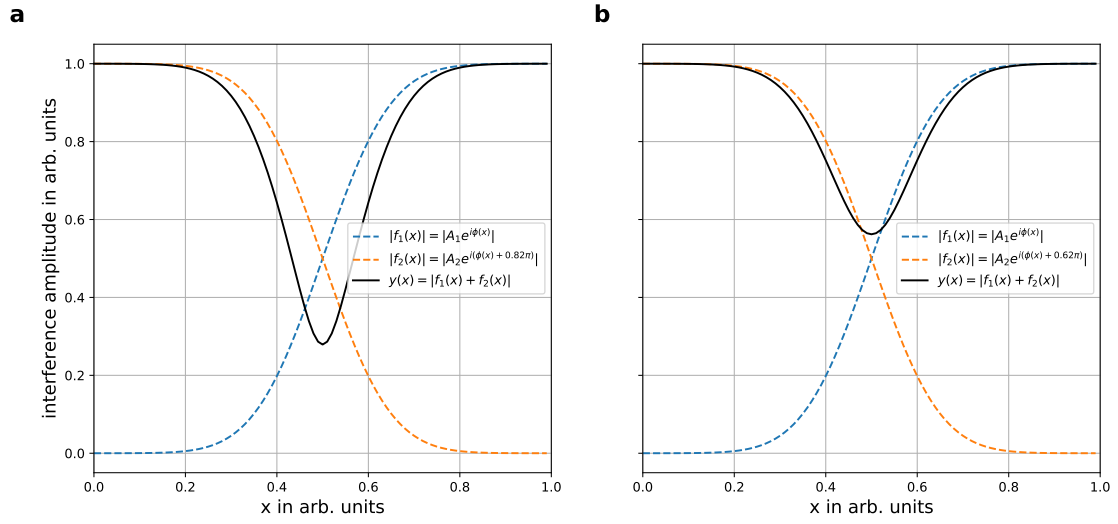 a
b
interference amplitude in arb. units
1.0
0.8
0.6
0.4
0.2
0.0
0.0 0.2 0.4 0.6 0.8 1.0
x in arb. units
|f₁(x)| = |A₁e^{iϕ(x)}|
|f₂(x)| = |A₂e^{i(ϕ(x) + 0.82π)}|
y(x) = |f₁(x) + f₂(x)|
0.0 0.2 0.4 0.6 0.8 1.0
x in arb. units
|f₁(x)| = |A₁e^{iϕ(x)}|
|f₂(x)| = |A₂e^{i(ϕ(x) + 0.62π)}|
y(x) = |f₁(x) + f₂(x)|